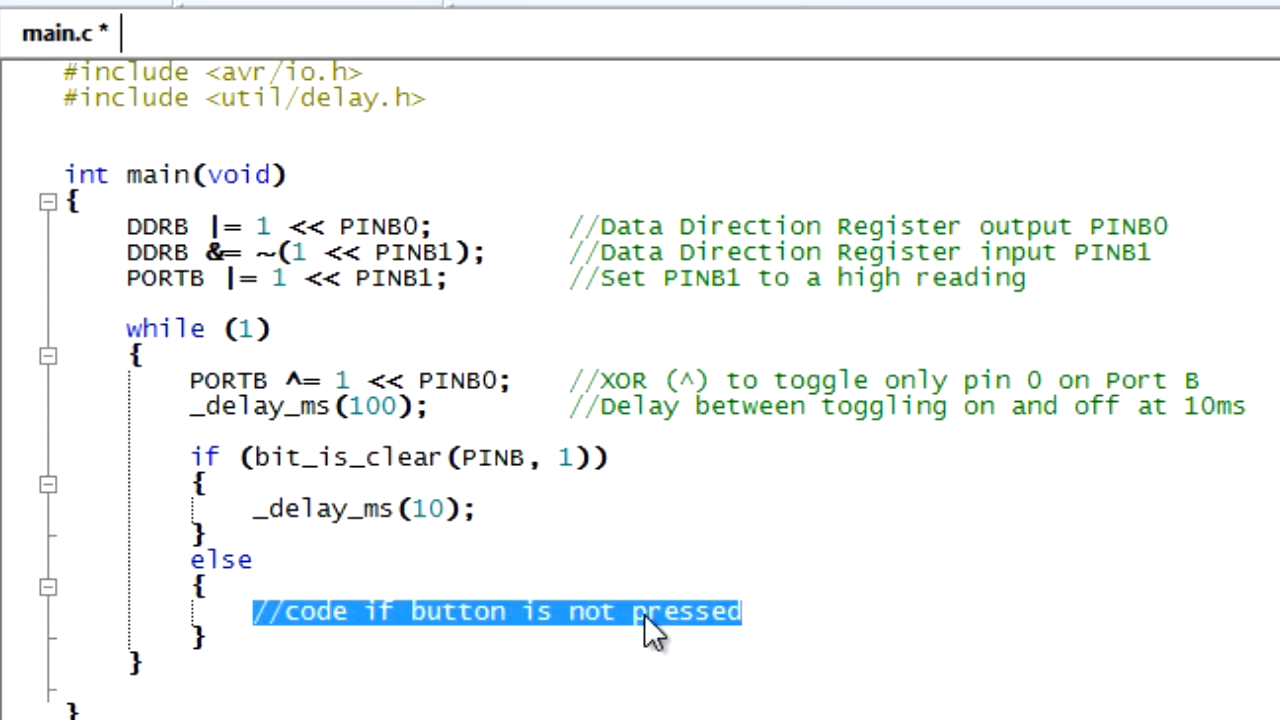 main.c *
#include <avr/io.h>
#include <util/delay.h>
int main(void)
{
DDRB |= 1 << PINB0; //Data Direction Register output PINB0
DDRB &= ~(1 << PINB1); //Data Direction Register input PINB1
PORTB |= 1 << PINB1; //Set PINB1 to a high reading
while (1)
{
PORTB ^= 1 << PINB0; //XOR (^) to toggle only pin 0 on Port B
_delay_ms(100); //Delay between toggling on and off at 10ms
if (bit_is_clear(PINB, 1))
{
_delay_ms(10);
}
else
{
//code if button is not pressed
}
}
}